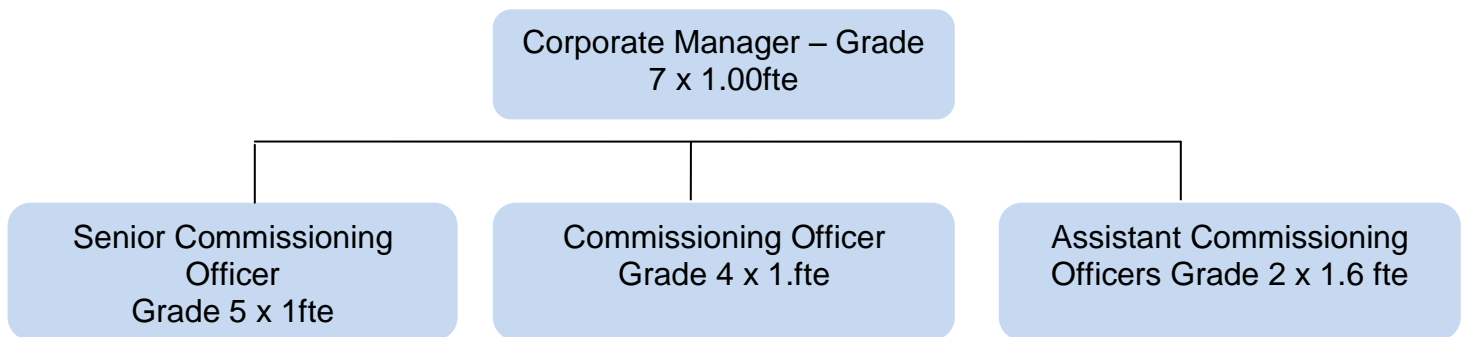 Corporate Manager – Grade
7 x 1.00fte
Senior Commissioning
Officer
Grade 5 x 1fte
Commissioning Officer
Grade 4 x 1.fte
Assistant Commissioning
Officers Grade 2 x 1.6 fte